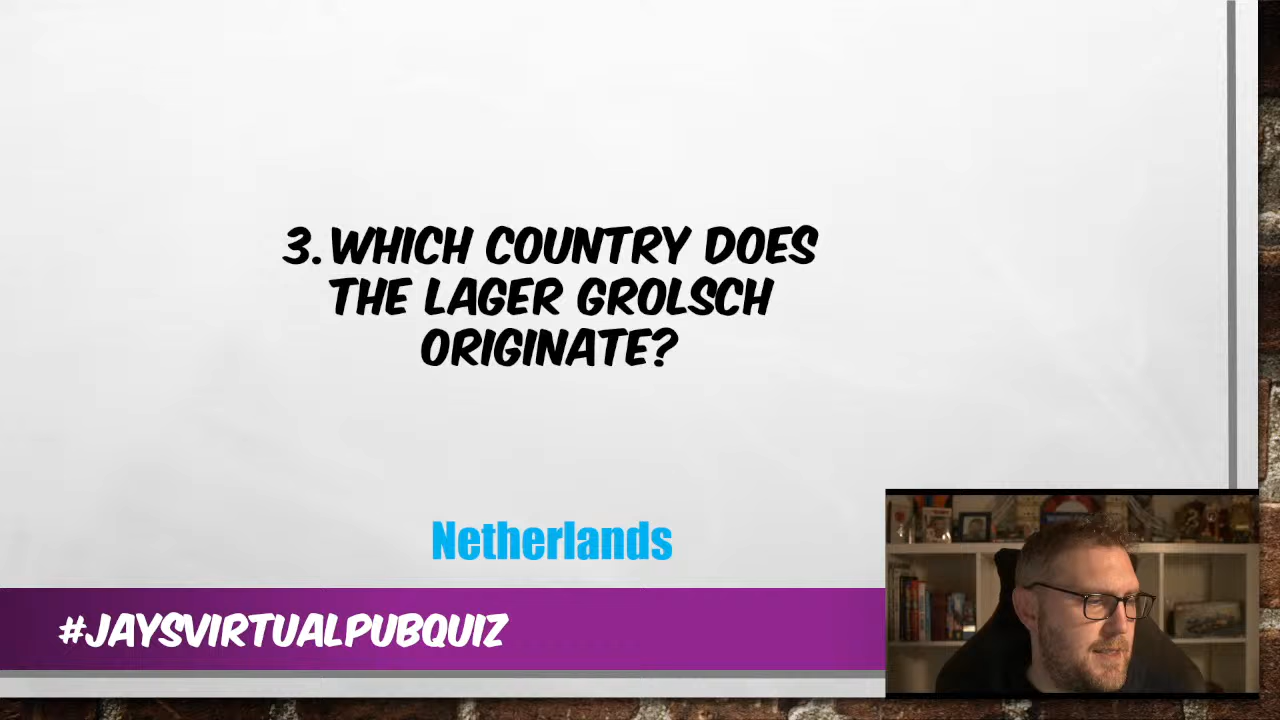 3. WHICH COUNTRY DOES
THE LAGER GROLSCH
ORIGINATE?
Netherlands
#JAYSVIRTUALPUBQUIZ